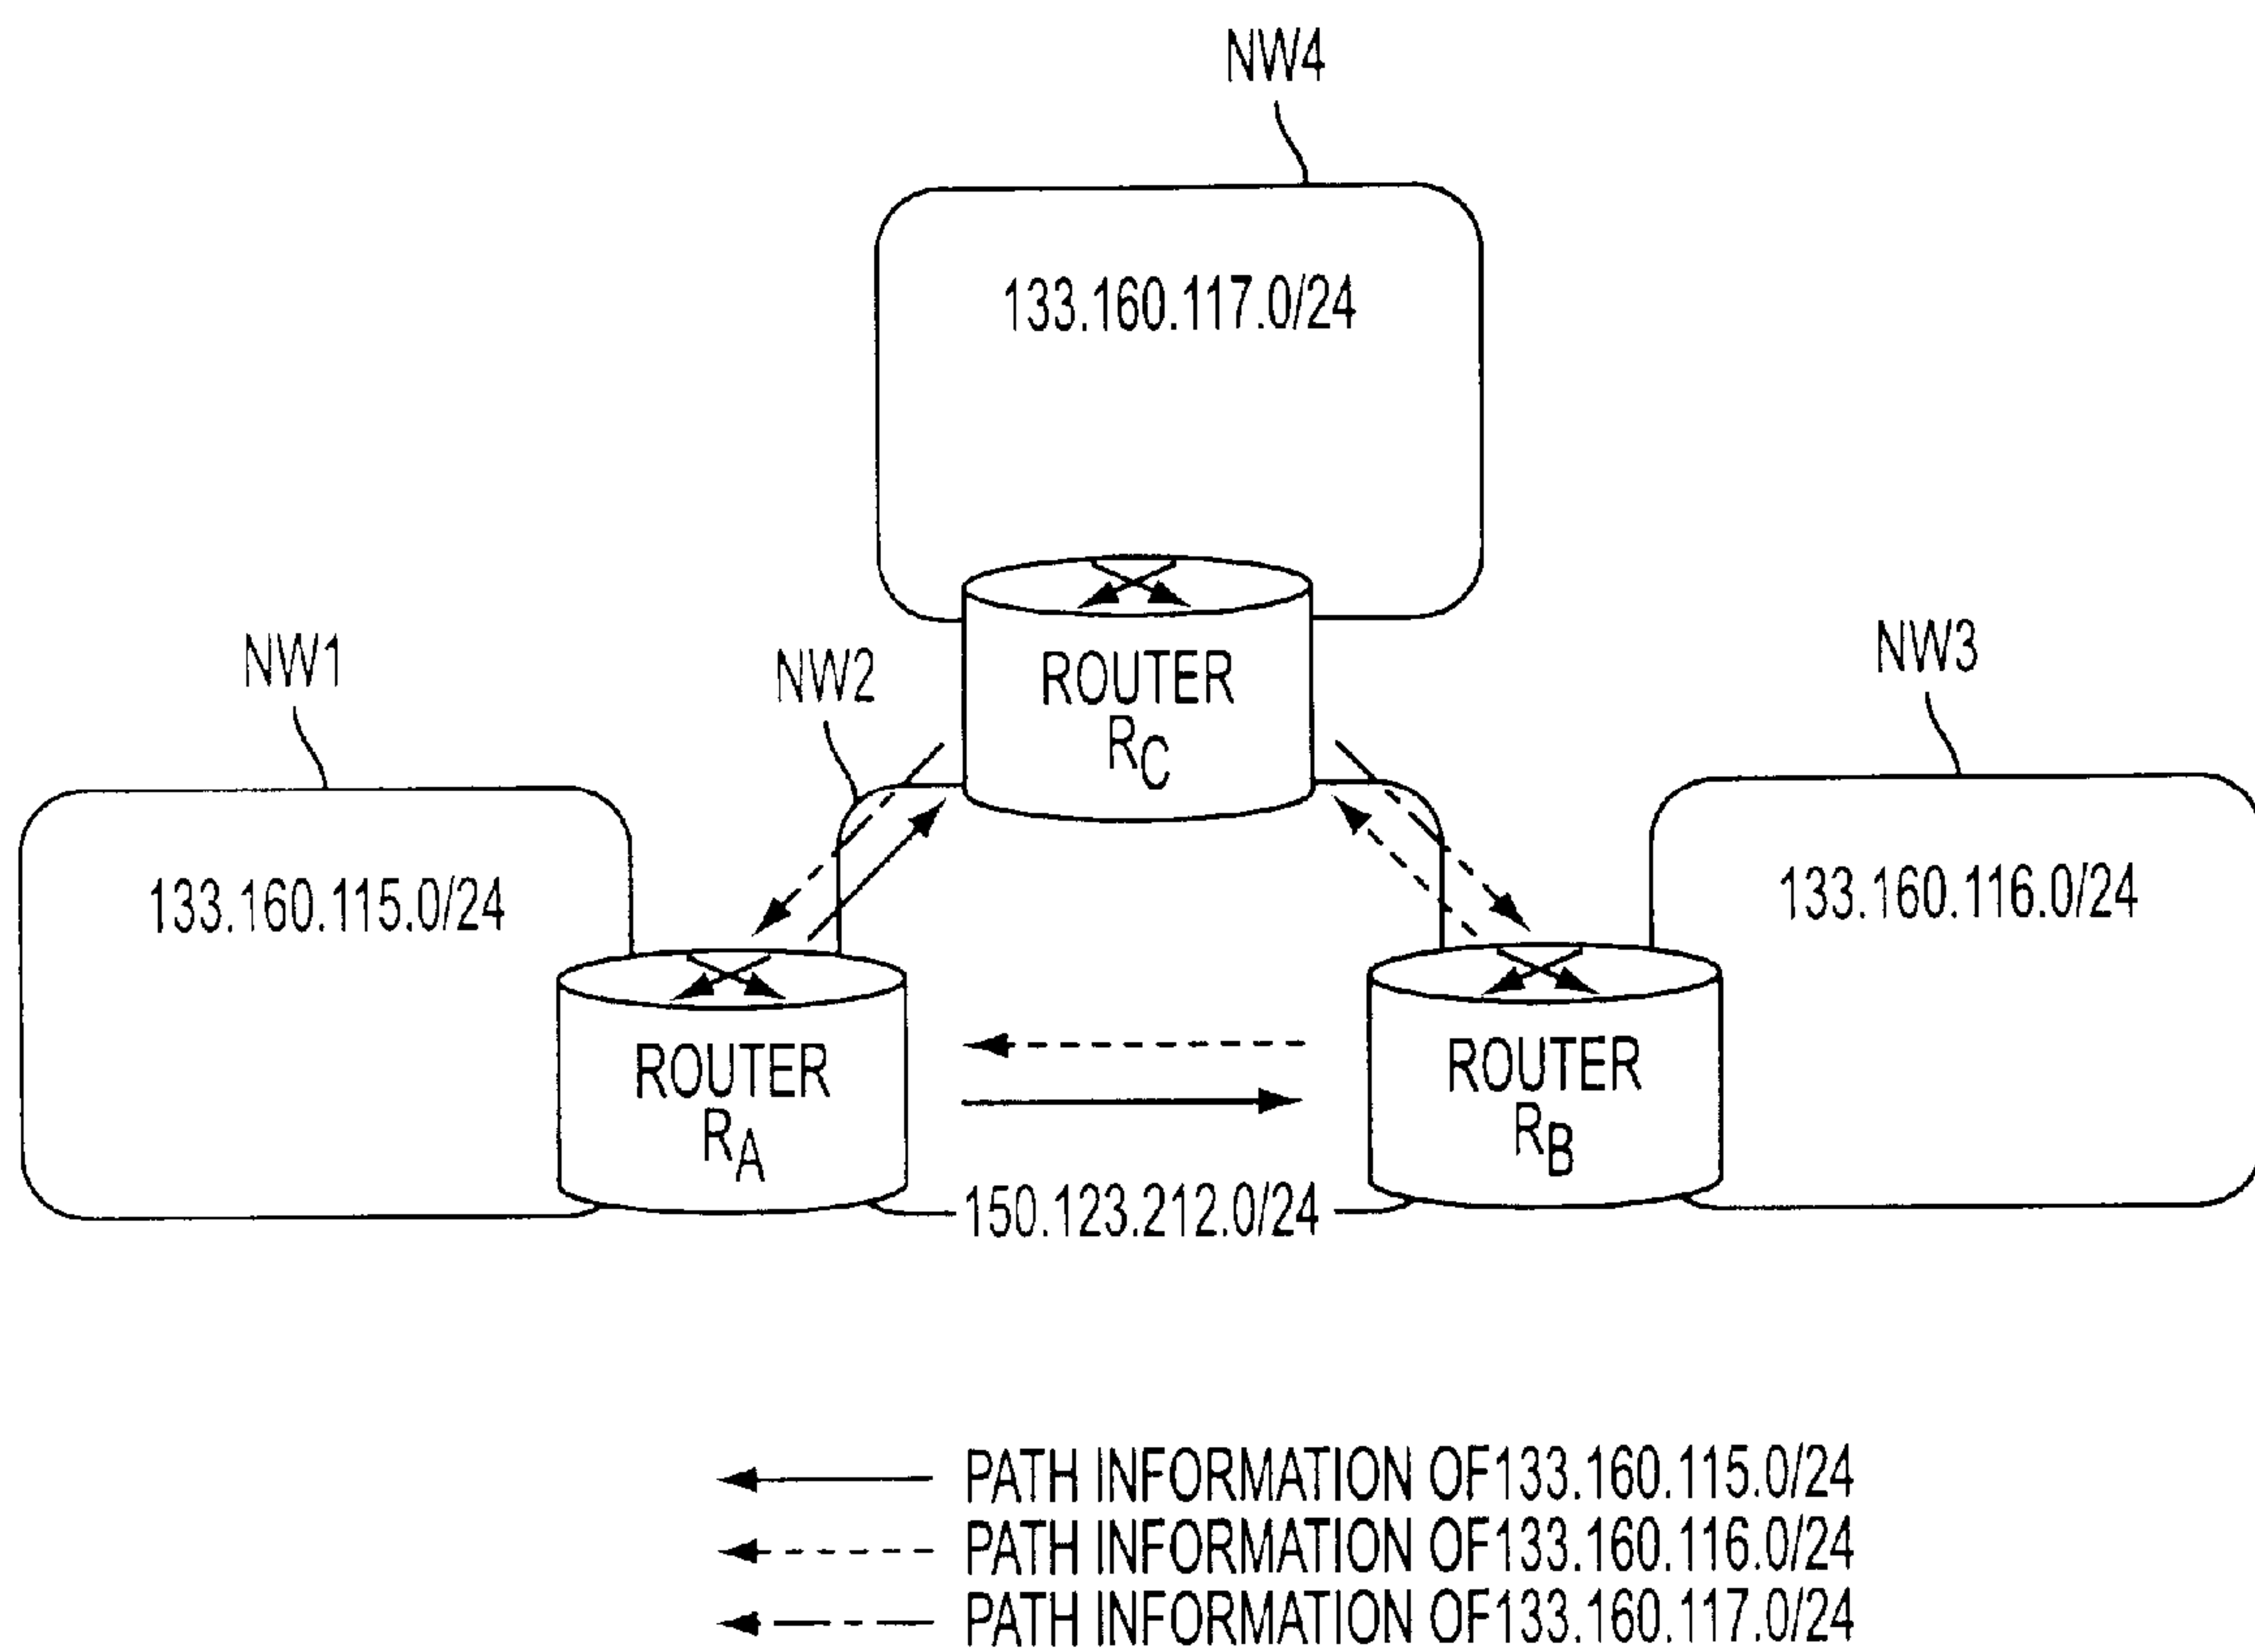 NW4
133.160.117.0/24
NW1
NW2
ROUTER
RC
NW3
133.160.115.0/24
133.160.116.0/24
ROUTER
RA
ROUTER
RB
150.123.212.0/24
PATH INFORMATION OF133.160.115.0/24
PATH INFORMATION OF133.160.116.0/24
PATH INFORMATION OF133.160.117.0/24